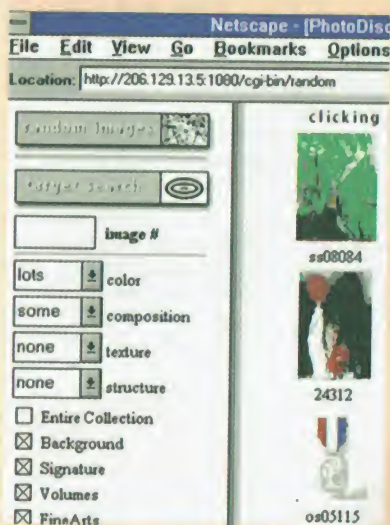 Netscape - [PhotoDisc
File Edit View Go Bookmarks Options
Location: http://206.129.13.5:1080/cgi-bin/random
random images
target search
image #
lots color
some composition
none texture
none structure
Entire Collection
Background
Signature
Volumes
FineArts
clicking
ss08084
24312
os05115